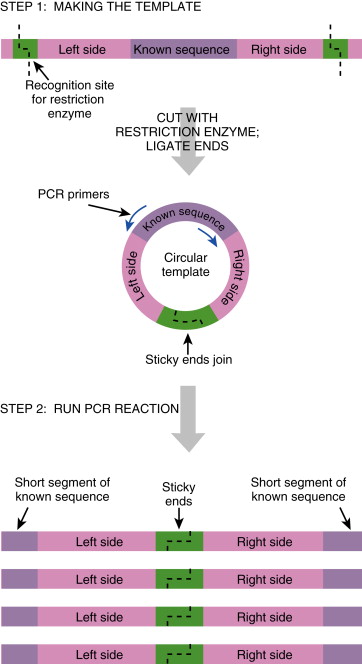 STEP 1: MAKING THE TEMPLATE
Left side
Known sequence
Right side
Recognition site
for restriction
enzyme
CUT WITH
RESTRICTION ENZYME;
LIGATE ENDS
PCR primers
Known sequence
Left side
Circular
template
Right side
Sticky ends join
STEP 2: RUN PCR REACTION
Short segment of
known sequence
Sticky
ends
Short segment of
known sequence
Left side
Right side
Left side
Right side
Left side
Right side
Left side
Right side